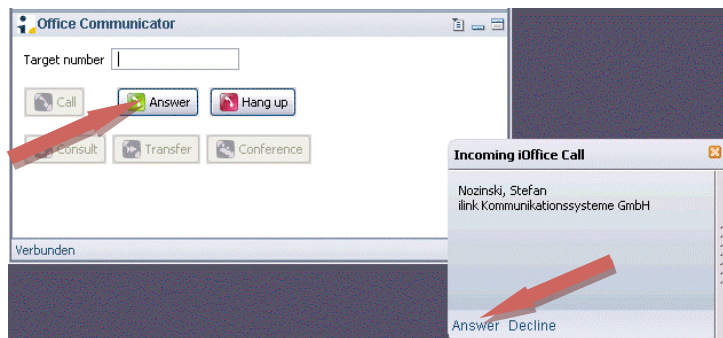 Office Communicator
Target number
Call Answer Hang up
Consult Transfer Conference
Verbunden
Incoming iOffice Call
Nozinski, Stefan
ilink Kommunikationssysteme GmbH
Answer Decline